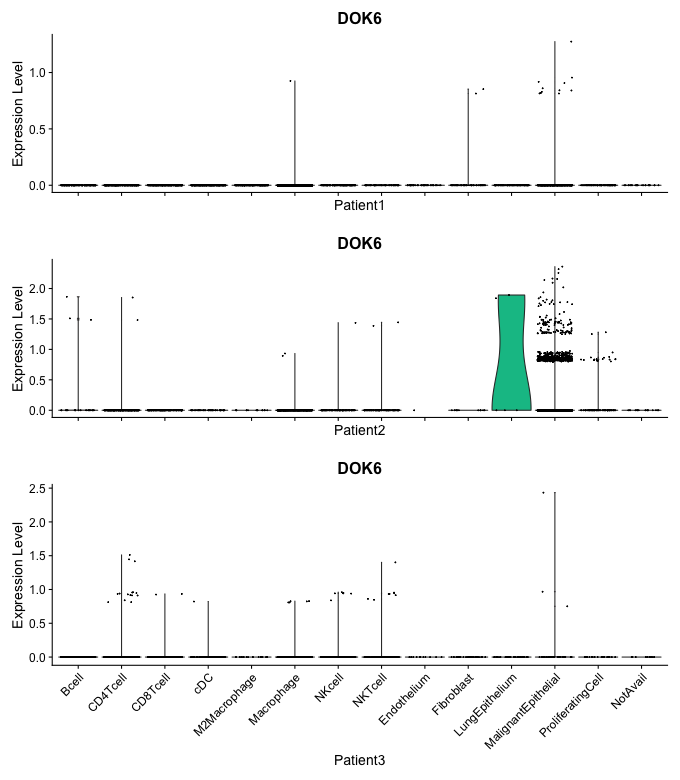 DOK6
Expression Level
1.0
0.5
0.0
Patient1
DOK6
Expression Level
2.0
1.5
1.0
0.5
0.0
Patient2
DOK6
Expression Level
2.5
2.0
1.5
1.0
0.5
0.0
Bcell
CD4Tcell
CD8Tcell
cDC
M2Macrophage
Macrophage
NKcell
NKTcell
Endothelium
Fibroblast
LungEpithelium
MalignantEpithelial
ProliferatingCell
NotAvail
Patient3